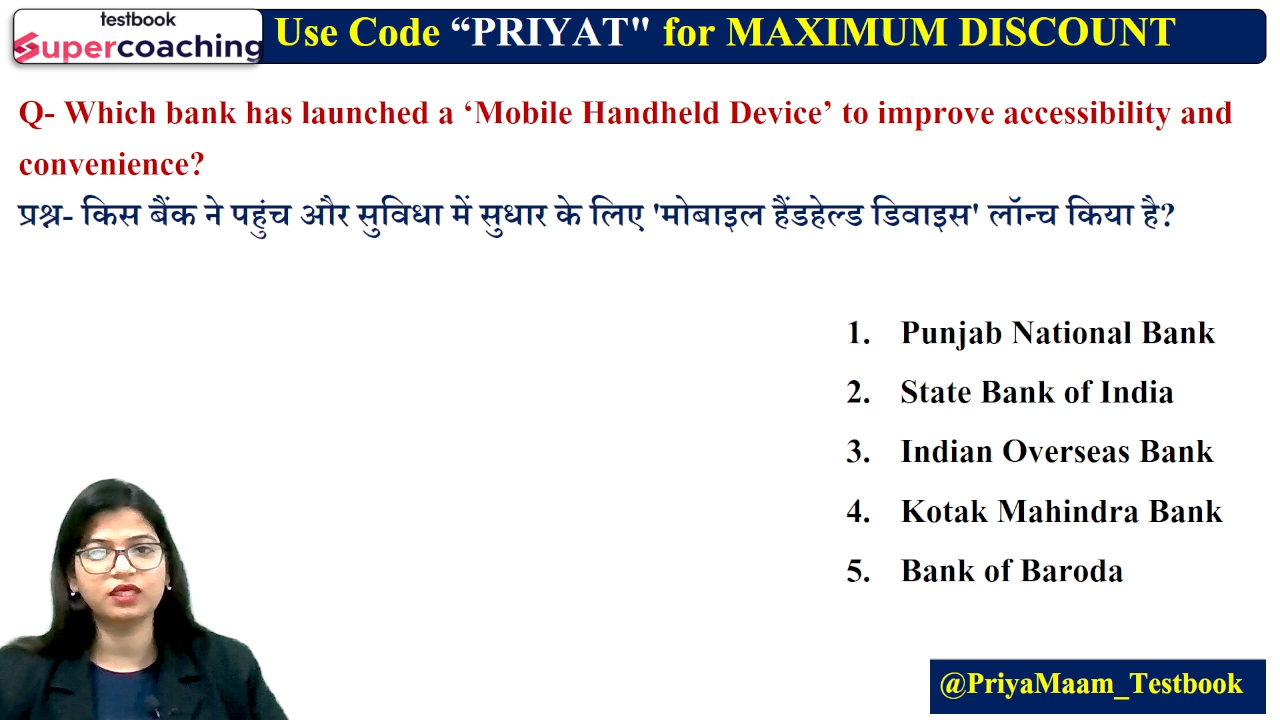 testbook
Supercoaching
Use Code “PRIYAT" for MAXIMUM DISCOUNT
Q- Which bank has launched a ‘Mobile Handheld Device’ to improve accessibility and
convenience?
प्रश्न- किस बैंक ने पहुंच और सुविधा में सुधार के लिए 'मोबाइल हैंडहेल्ड डिवाइस' लॉन्च किया है?
1. Punjab National Bank
2. State Bank of India
3. Indian Overseas Bank
4. Kotak Mahindra Bank
5. Bank of Baroda
@PriyaMaam_Testbook